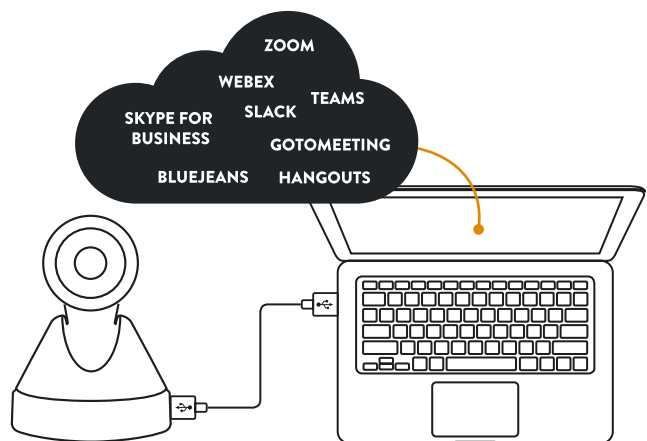 ZOOM
WEBEX
TEAMS
SLACK
SKYPE FOR
BUSINESS
GOTOMEETING
BLUEJEANS
HANGOUTS